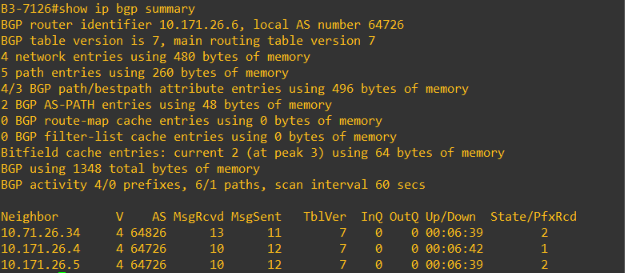 B3-7126#show ip bgp summary
BGP router identifier 10.171.26.6, local AS number 64726
BGP table version is 7, main routing table version 7
4 network entries using 480 bytes of memory
5 path entries using 260 bytes of memory
4/3 BGP path/bestpath attribute entries using 496 bytes of memory
2 BGP AS-PATH entries using 48 bytes of memory
0 BGP route-map cache entries using 0 bytes of memory
0 BGP filter-list cache entries using 0 bytes of memory
Bitfield cache entries: current 2 (at peak 3) using 64 bytes of memory
BGP using 1348 total bytes of memory
BGP activity 4/0 prefixes, 6/1 paths, scan interval 60 secs
Neighbor V AS MsgRcvd MsgSent TblVer InQ OutQ Up/Down State/PfxRcd
10.71.26.34 4 64826 13 11 7 0 0 00:06:39 2
10.171.26.4 4 64726 10 12 7 0 0 00:06:42 1
10.171.26.5 4 64726 10 12 7 0 0 00:06:39 2